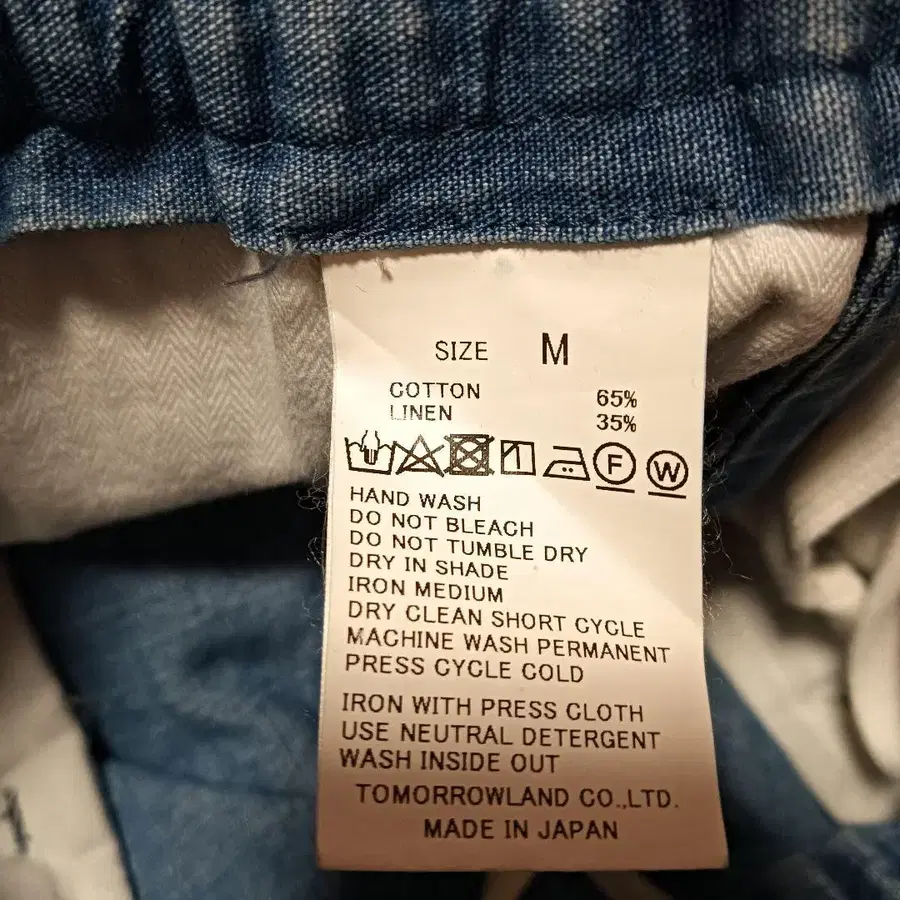 SIZE M
COTTON 65%
LINEN 35%
F W
HAND WASH
DO NOT BLEACH
DO NOT TUMBLE DRY
DRY IN SHADE
IRON MEDIUM
DRY CLEAN SHORT CYCLE
MACHINE WASH PERMANENT
PRESS CYCLE COLD
IRON WITH PRESS CLOTH
USE NEUTRAL DETERGENT
WASH INSIDE OUT
TOMORROWLAND CO.,LTD.
MADE IN JAPAN